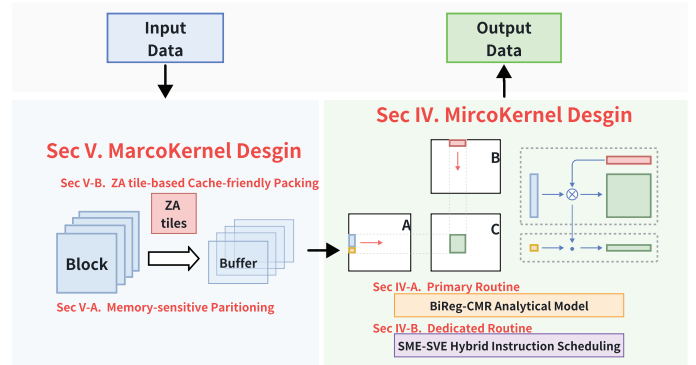 Input
Data
Output
Data
Sec V. MarcoKernel Desgin
Sec V-B. ZA tile-based Cache-friendly Packing
ZA
tiles
Block
Buffer
Sec V-A. Memory-sensitive Paritioning
Sec IV. MircoKernel Desgin
B
A
C
Sec IV-A. Primary Routine
BiReg-CMR Analytical Model
Sec IV-B. Dedicated Routine
SME-SVE Hybrid Instruction Scheduling